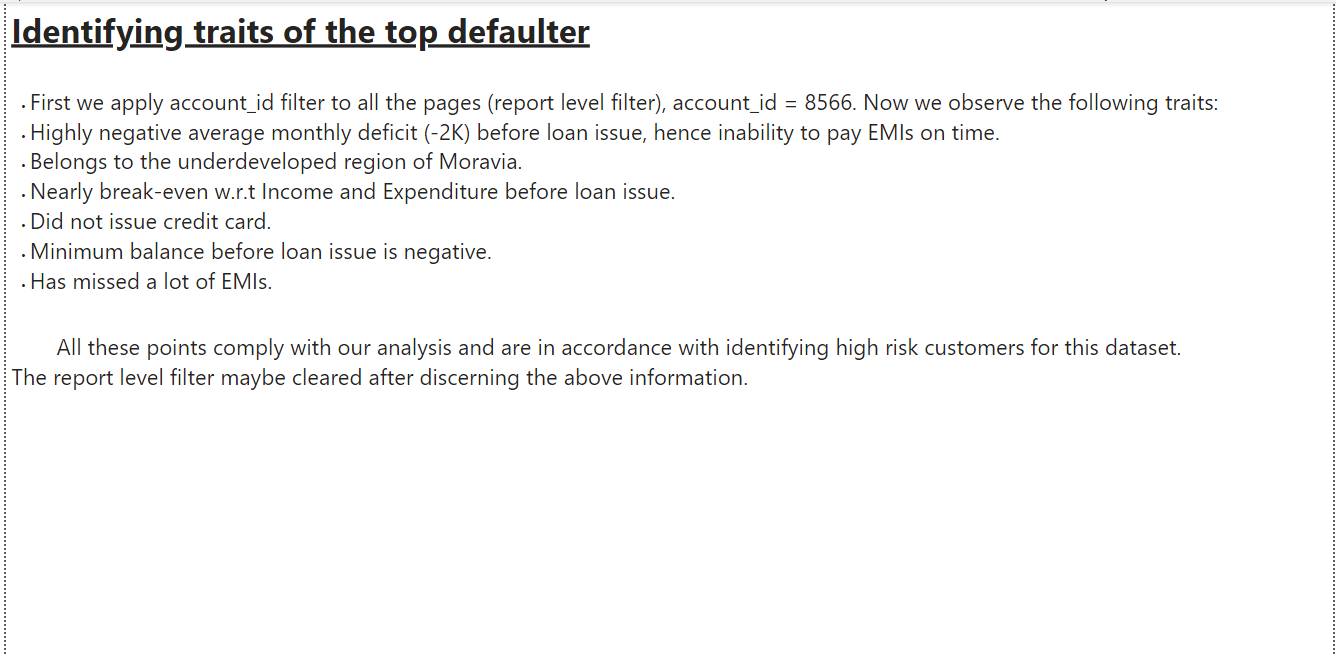 Identifying traits of the top defaulter
. First we apply account_id filter to all the pages (report level filter), account_id = 8566. Now we observe the following traits:
. Highly negative average monthly deficit (-2K) before loan issue, hence inability to pay EMIs on time.
. Belongs to the underdeveloped region of Moravia.
. Nearly break-even w.r.t Income and Expenditure before loan issue.
. Did not issue credit card.
. Minimum balance before loan issue is negative.
. Has missed a lot of EMIs.
All these points comply with our analysis and are in accordance with identifying high risk customers for this dataset.
The report level filter maybe cleared after discerning the above information.